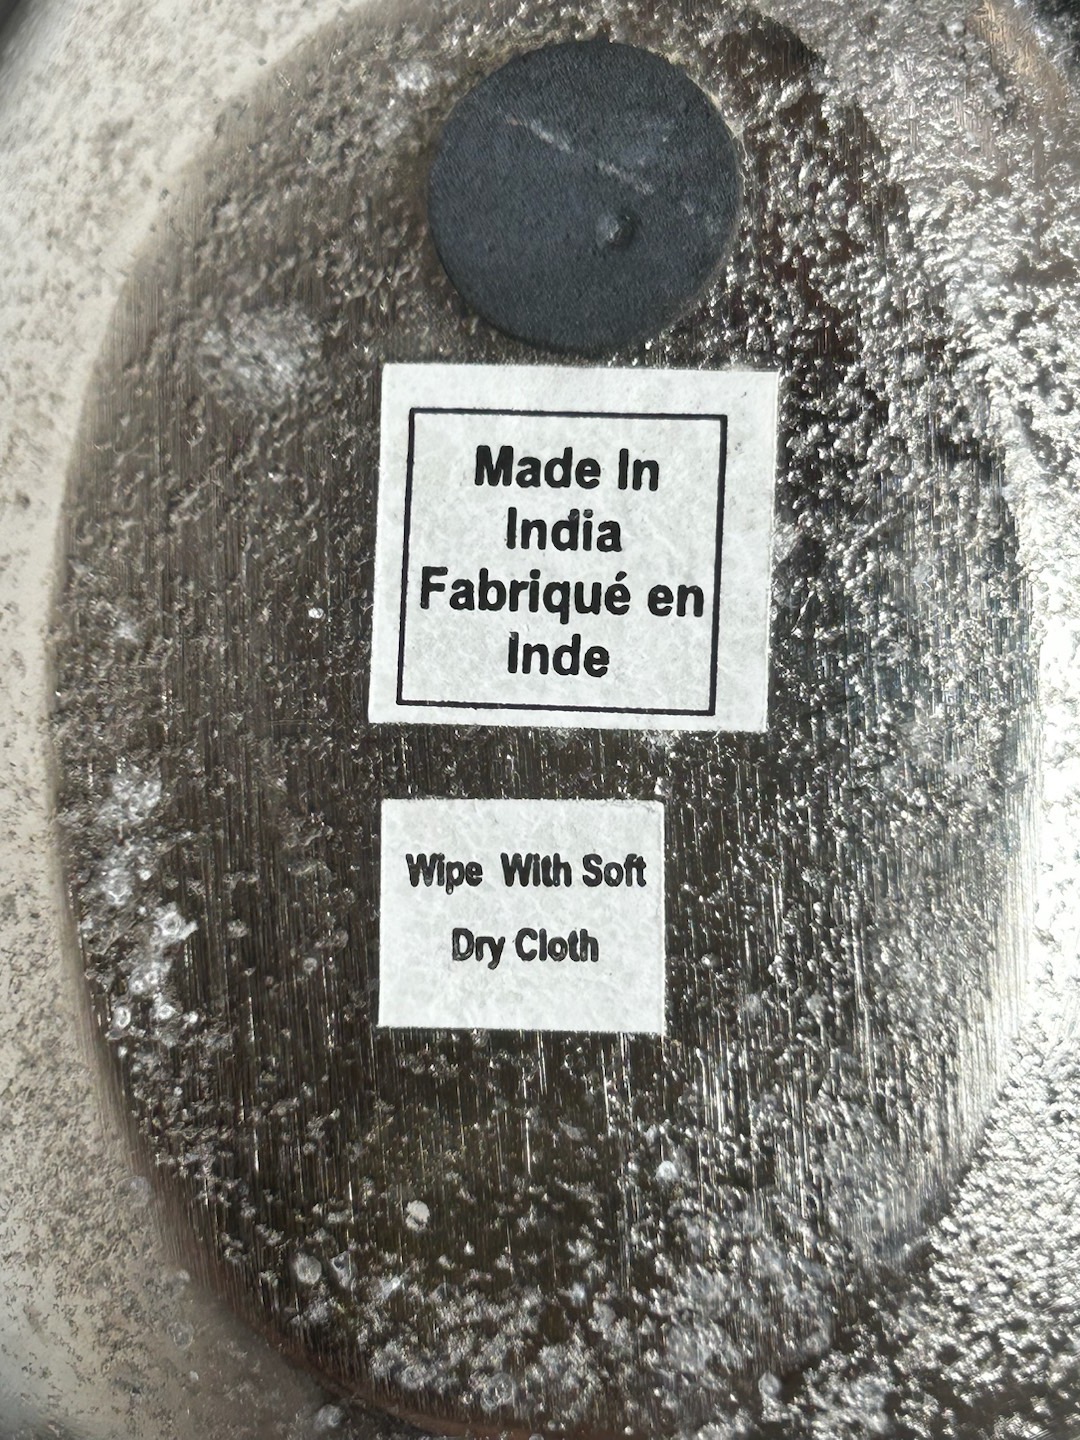 Made In
India
Fabriqué en
Inde
Wipe With Soft
Dry Cloth